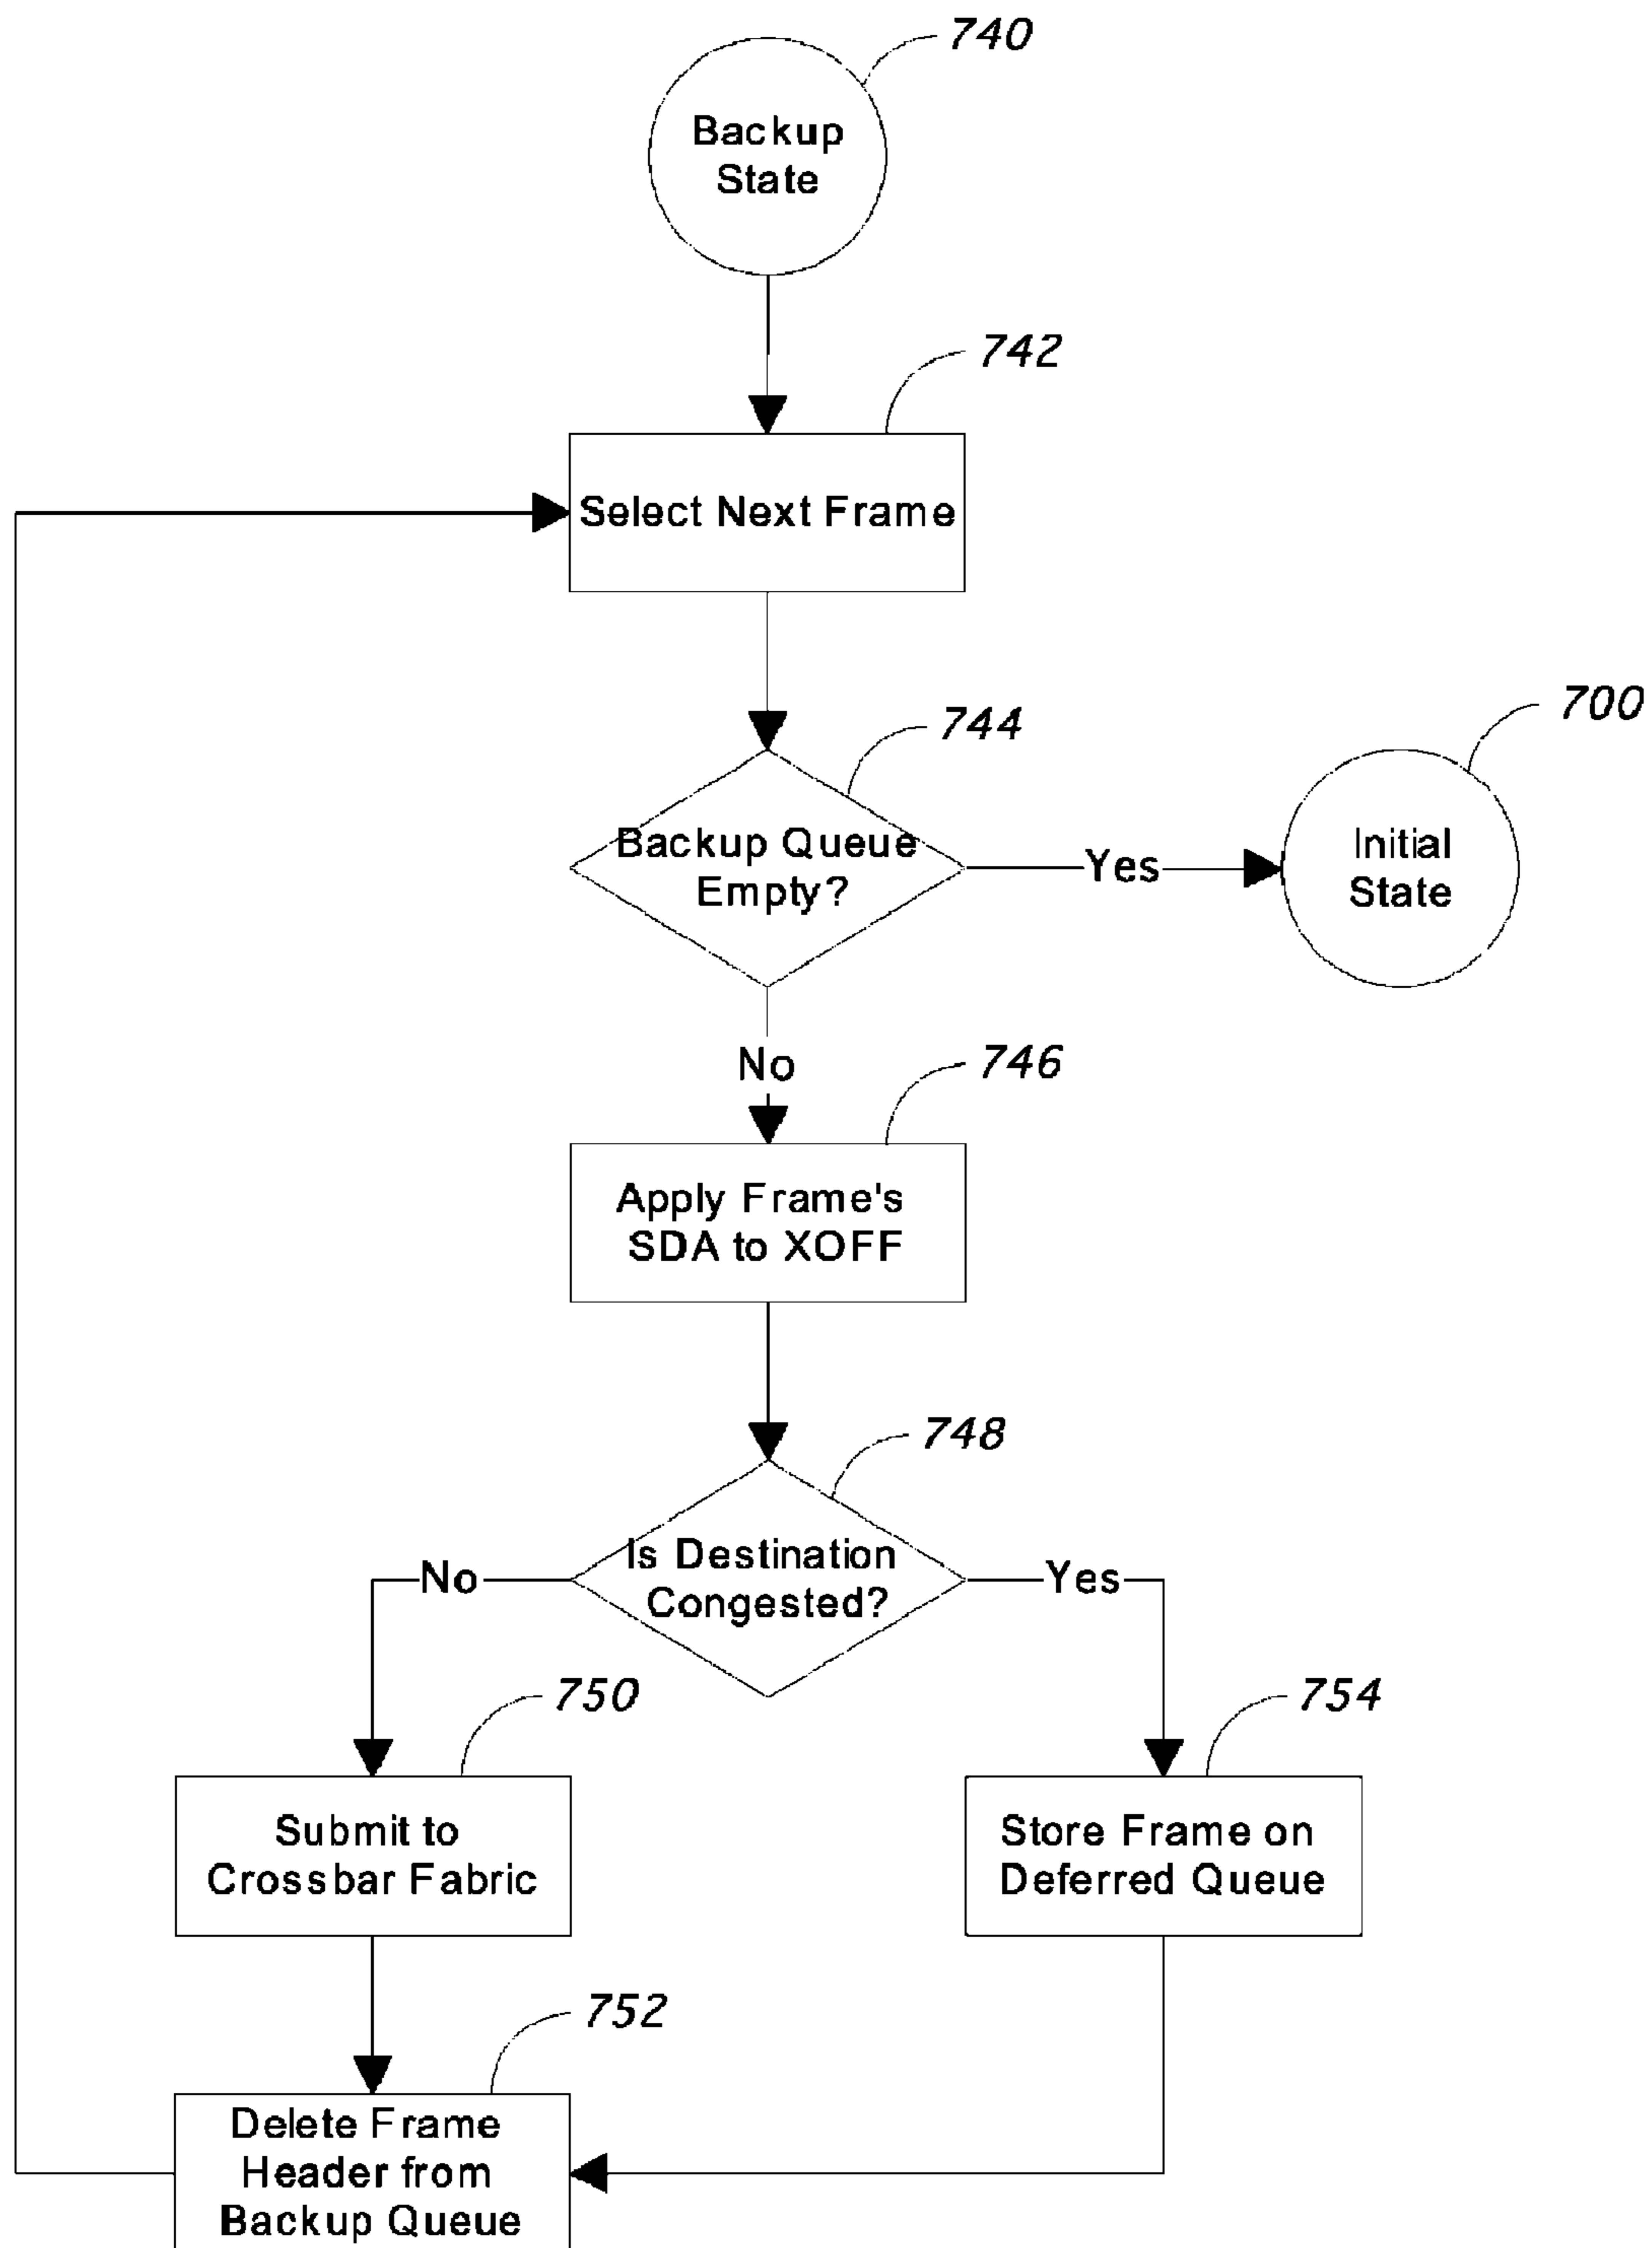 740
Backup
State
742
Select Next Frame
744
700
Backup Queue
Empty?
Yes
Initial
State
No
746
Apply Frame's
SDA to XOFF
748
Is Destination
Congested?
No
Yes
750
754
Submit to
Crossbar Fabric
Store Frame on
Deferred Queue
752
Delete Frame
Header from
Backup Queue